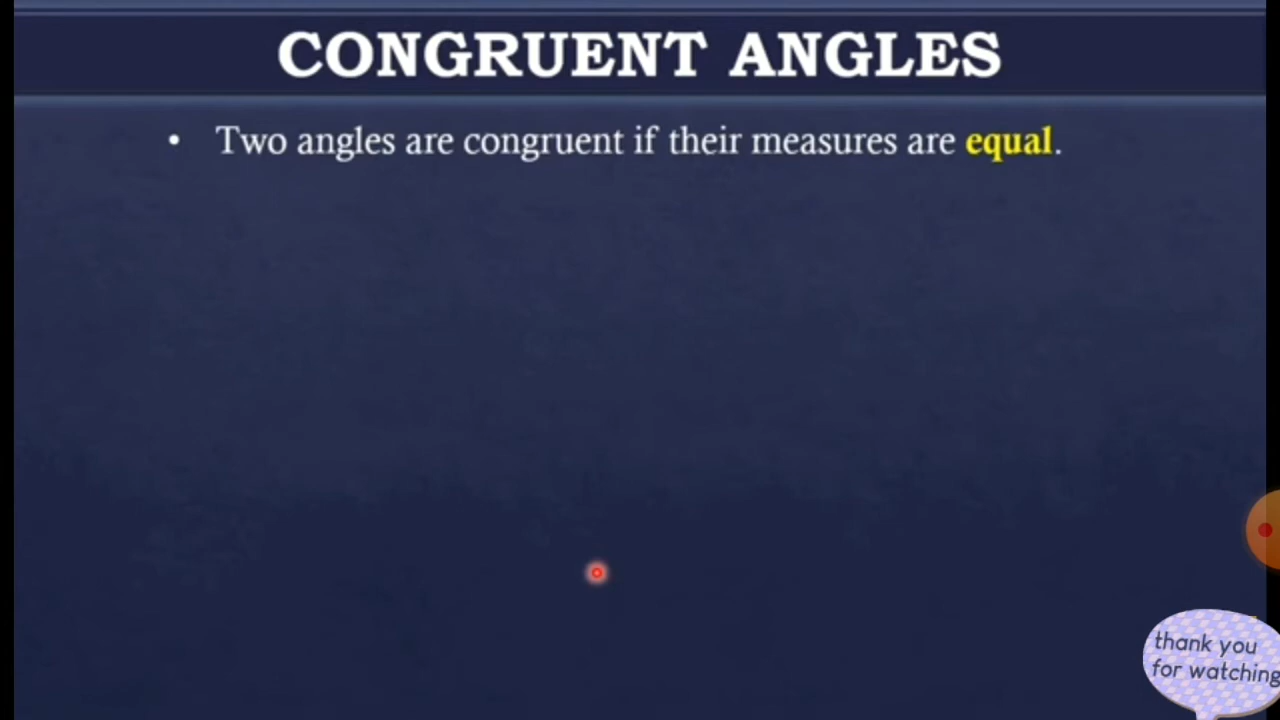 CONGRUENT ANGLES
• Two angles are congruent if their measures are equal.
thank you
for watching